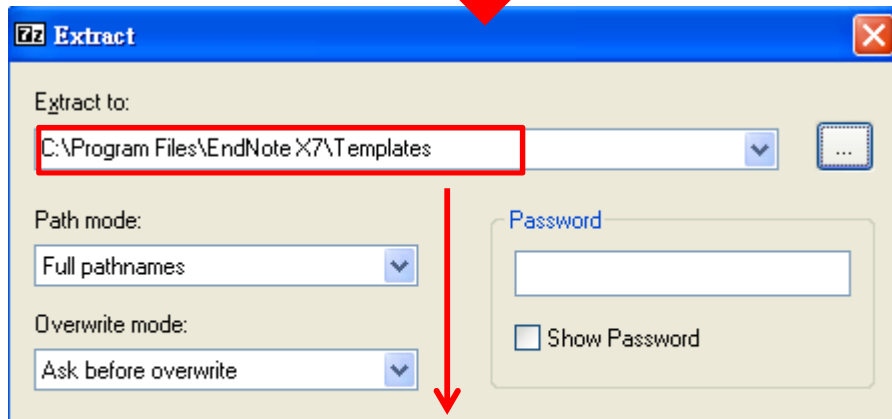 7z Extract
Extract to:
C:\Program Files\EndNote X7\Templates
...
Path mode:
Full pathnames
Password
Overwrite mode:
Show Password
Ask before overwrite